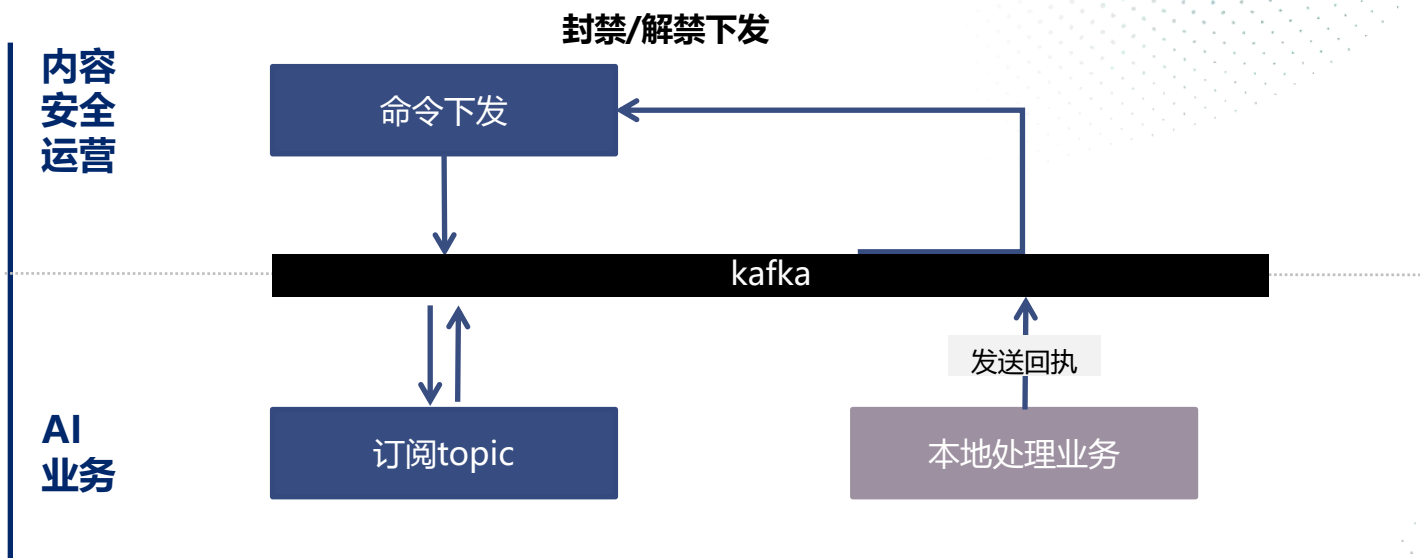 封禁/解禁下发
内容
安全
运营
命令下发
kafka
发送回执
AI
业务
订阅topic
本地处理业务